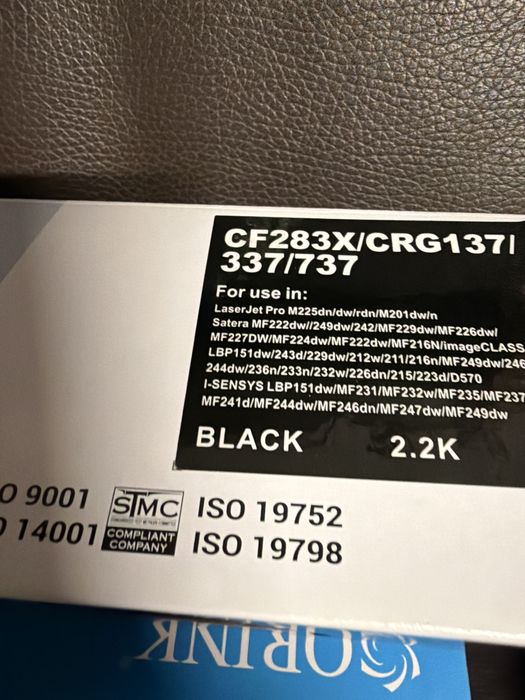 CF283X/CRG137/
337/737
For use in:
LaserJet Pro M225dn/dw/rdn/M201dw/n
Satera MF222dw//249dw/242/MF229dw/MF226dw/
MF227DW/MF224dw/MF222dw/MF216N/imageCLASS
LBP151dw/243d/229dw/212w/211/216n/MF249dw/246
244dw/236n/233n/232w/226dn/215/223d/D570
I-SENSYS LBP151dw/MF231/MF232w/MF235/MF237
MF241d/MF244dw/MF246dn/MF247dw/MF249dw
BLACK 2.2K
O 9001 STMC ISO 19752
O 14001 COMPLIANT COMPANY ISO 19798
ORINK